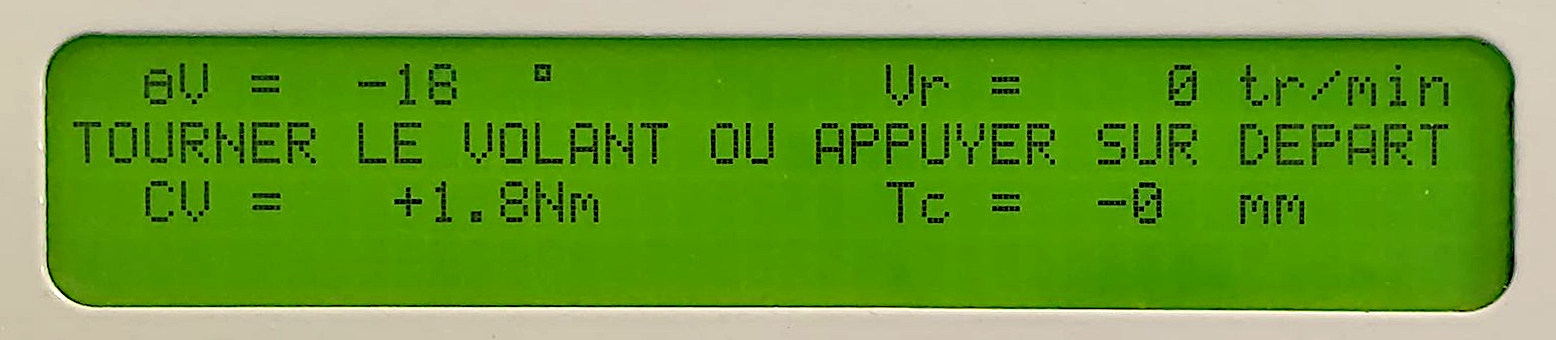 θV = -18 ° Vr = 0 tr/min
TOURNER LE VOLANT OU APPUYER SUR DEPART
CV = +1.8Nm Tc = -0 mm